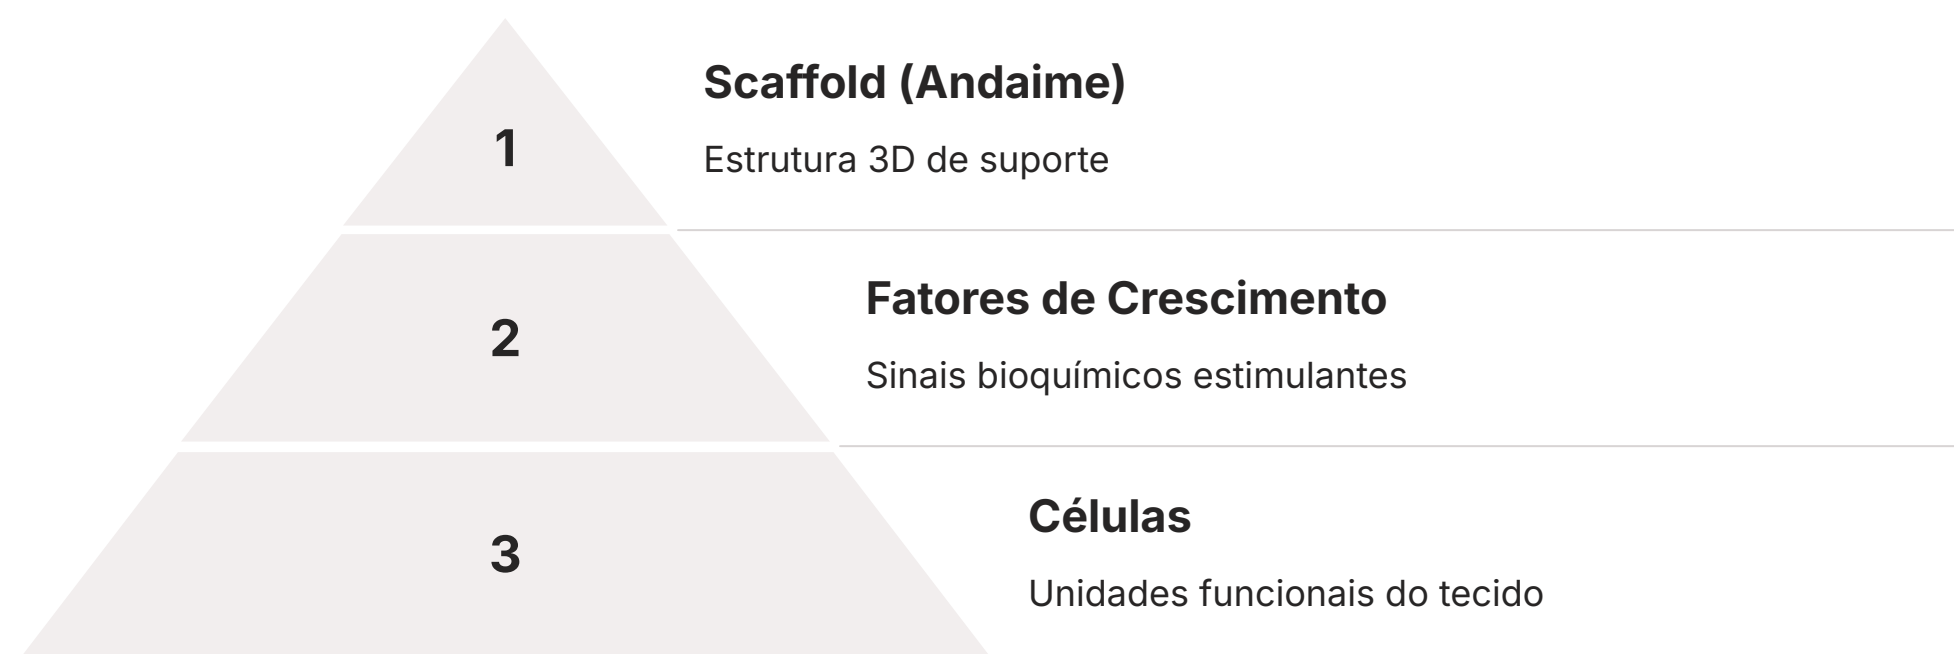 1
Scaffold (Andaime)
Estrutura 3D de suporte
2
Fatores de Crescimento
Sinais bioquímicos estimulantes
3
Células
Unidades funcionais do tecido